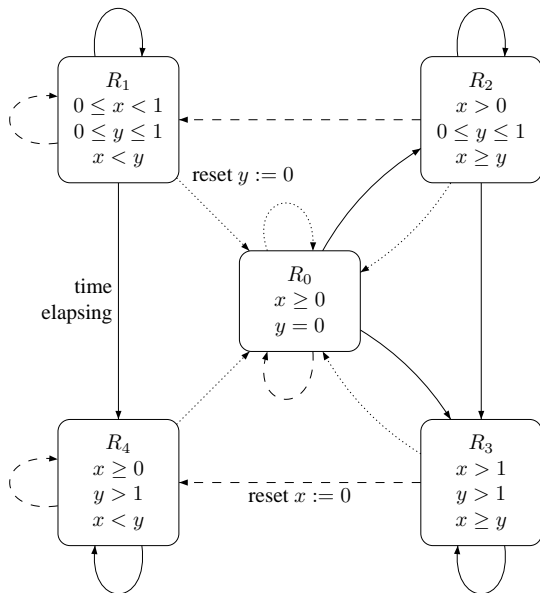 R₁
0 ≤ x < 1
0 ≤ y ≤ 1
x < y
R₂
x > 0
0 ≤ y ≤ 1
x ≥ y
reset y := 0
R₀
x ≥ 0
y = 0
time
elapsing
R₄
x ≥ 0
y > 1
x < y
reset x := 0
R₃
x > 1
y > 1
x ≥ y